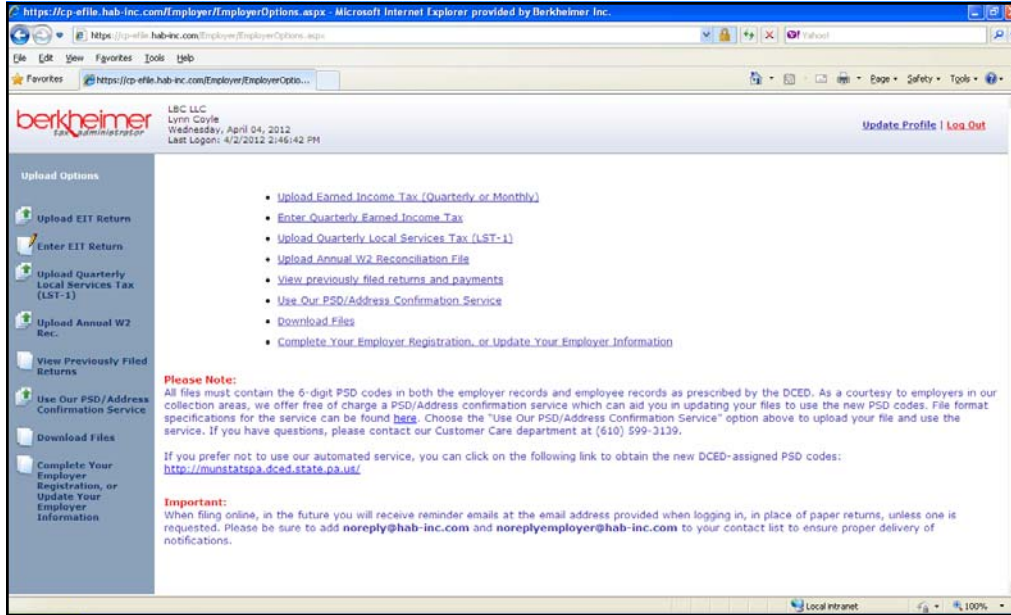 https://cp-efile.hab-inc.com/Employer/EmployerOptions.aspx - Microsoft Internet Explorer provided by Berkheimer Inc.
https://cp-efile.hab-inc.com/Employer/EmployerOptions.aspx
Yahoo!
File Edit View Favorites Tools Help
Favorites https://cp-efile.hab-inc.com/Employer/EmployerOptio...
Page Safety Tools
berkheimer
tax administrator
LBC LLC
Lynn Coyle
Wednesday, April 04, 2012
Last Logon: 4/2/2012 2:46:42 PM
Update Profile | Log Out
Upload Options
Upload EIT Return
Enter EIT Return
Upload Quarterly
Local Services Tax
(LST-1)
Upload Annual W2
Rec.
View Previously Filed
Returns
Use Our PSD/Address
Confirmation Service
Download Files
Complete Your
Employer
Registration, or
Update Your
Employer
Information
• Upload Earned Income Tax (Quarterly or Monthly)
• Enter Quarterly Earned Income Tax
• Upload Quarterly Local Services Tax (LST-1)
• Upload Annual W2 Reconciliation File
• View previously filed returns and payments
• Use Our PSD/Address Confirmation Service
• Download Files
• Complete Your Employer Registration, or Update Your Employer Information
Please Note:
All files must contain the 6-digit PSD codes in both the employer records and employee records as prescribed by the DCED. As a courtesy to employers in our
collection areas, we offer free of charge a PSD/Address confirmation service which can aid you in updating your files to use the new PSD codes. File format
specifications for the service can be found here. Choose the "Use Our PSD/Address Confirmation Service" option above to upload your file and use the
service. If you have questions, please contact our Customer Care department at (610) 599-3139.
If you prefer not to use our automated service, you can click on the following link to obtain the new DCED-assigned PSD codes:
http://munstatspa.dced.state.pa.us/
Important:
When filing online, in the future you will receive reminder emails at the email address provided when logging in, in place of paper returns, unless one is
requested. Please be sure to add noreply@hab-inc.com and noreplyemployer@hab-inc.com to your contact list to ensure proper delivery of
notifications.
Local intranet
100%